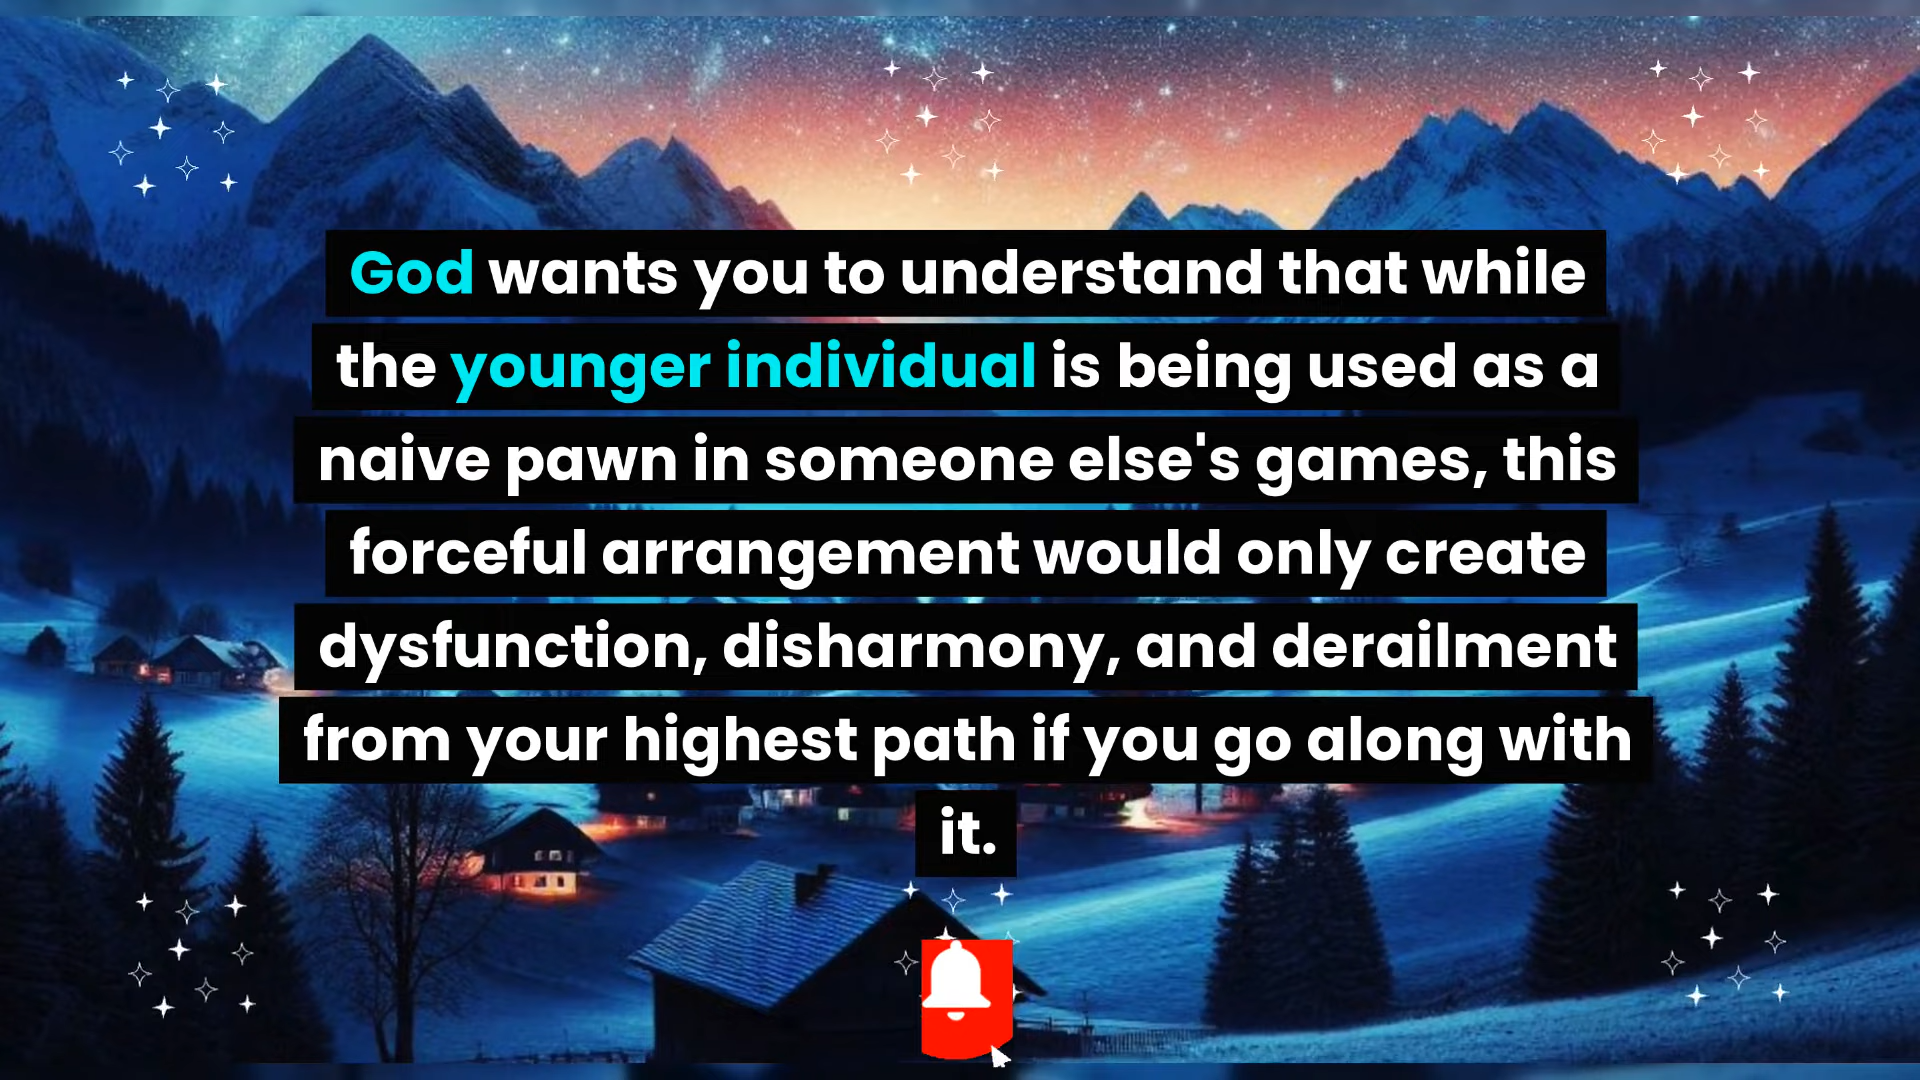 God wants you to understand that while
the younger individual is being used as a
naive pawn in someone else's games, this
forceful arrangement would only create
dysfunction, disharmony, and derailment
from your highest path if you go along with
it.